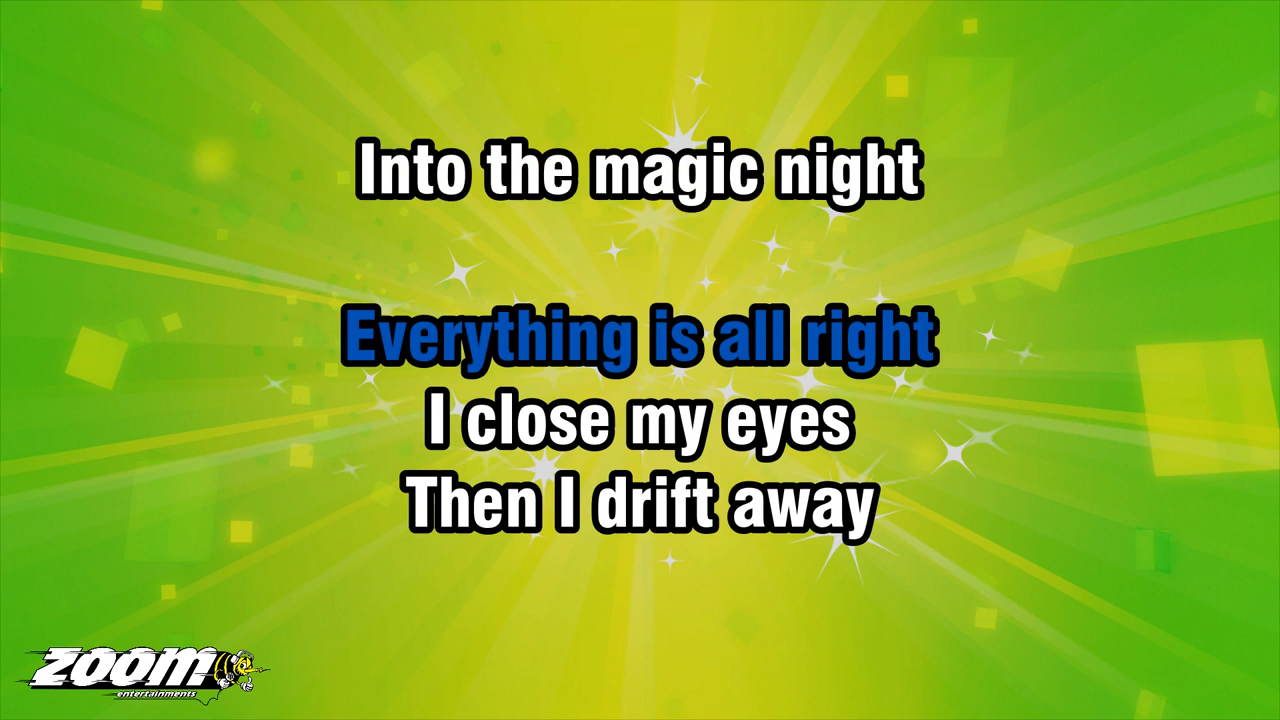 Into the magic night
Everything is all right
I close my eyes
Then I drift away
ZOOM
entertainments